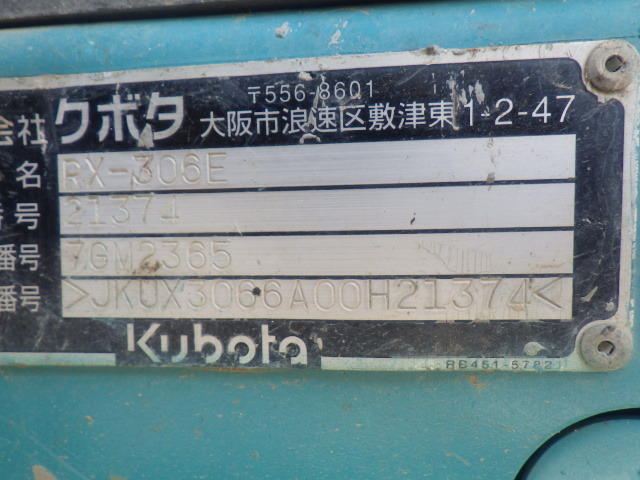 会社クボタ
〒556-8601
大阪市浪速区敷津東1-2-47
名 RX-306E
号 21374
番号 7GM2365
番号 >JKUX3066A00H21374<
Kubota
RB451-5782